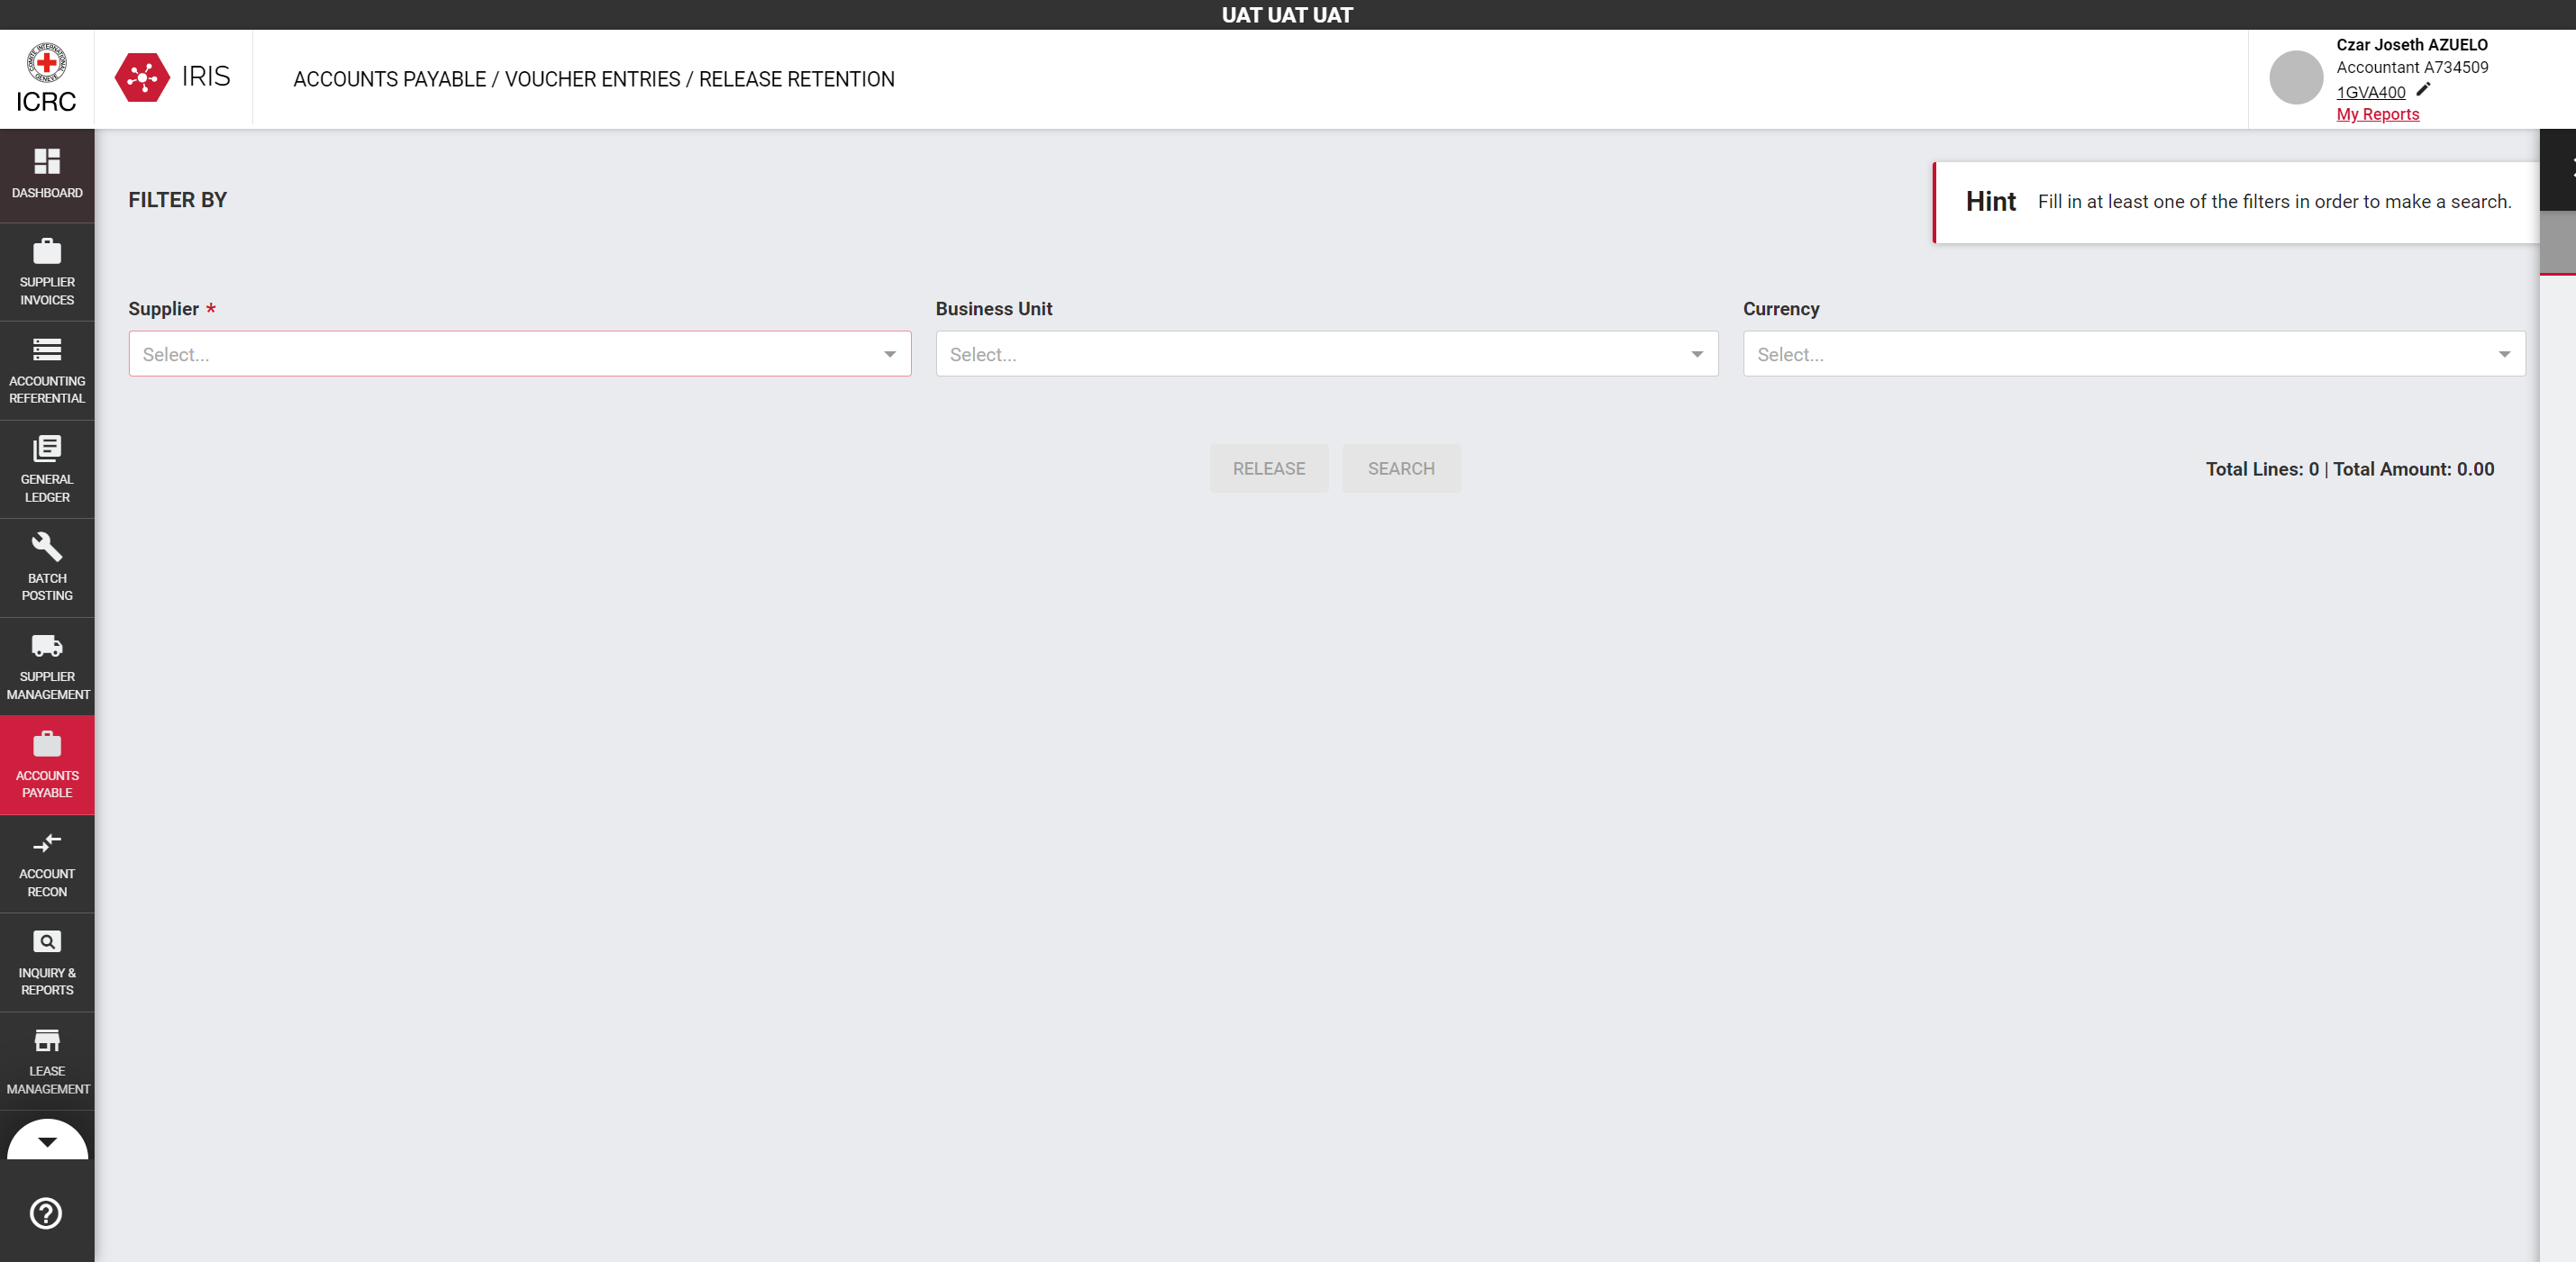 UAT UAT UAT
COMITE INTERNATIONAL GENEVE
ICRC
IRIS
ACCOUNTS PAYABLE / VOUCHER ENTRIES / RELEASE RETENTION
Czar Joseth AZUELO
Accountant A734509
1GVA400
My Reports
DASHBOARD
SUPPLIER
INVOICES
ACCOUNTING
REFERENTIAL
GENERAL
LEDGER
BATCH
POSTING
SUPPLIER
MANAGEMENT
ACCOUNTS
PAYABLE
ACCOUNT
RECON
INQUIRY &
REPORTS
LEASE
MANAGEMENT
FILTER BY
Hint Fill in at least one of the filters in order to make a search.
Supplier *
Select...
Business Unit
Select...
Currency
Select...
RELEASE
SEARCH
Total Lines: 0 | Total Amount: 0.00